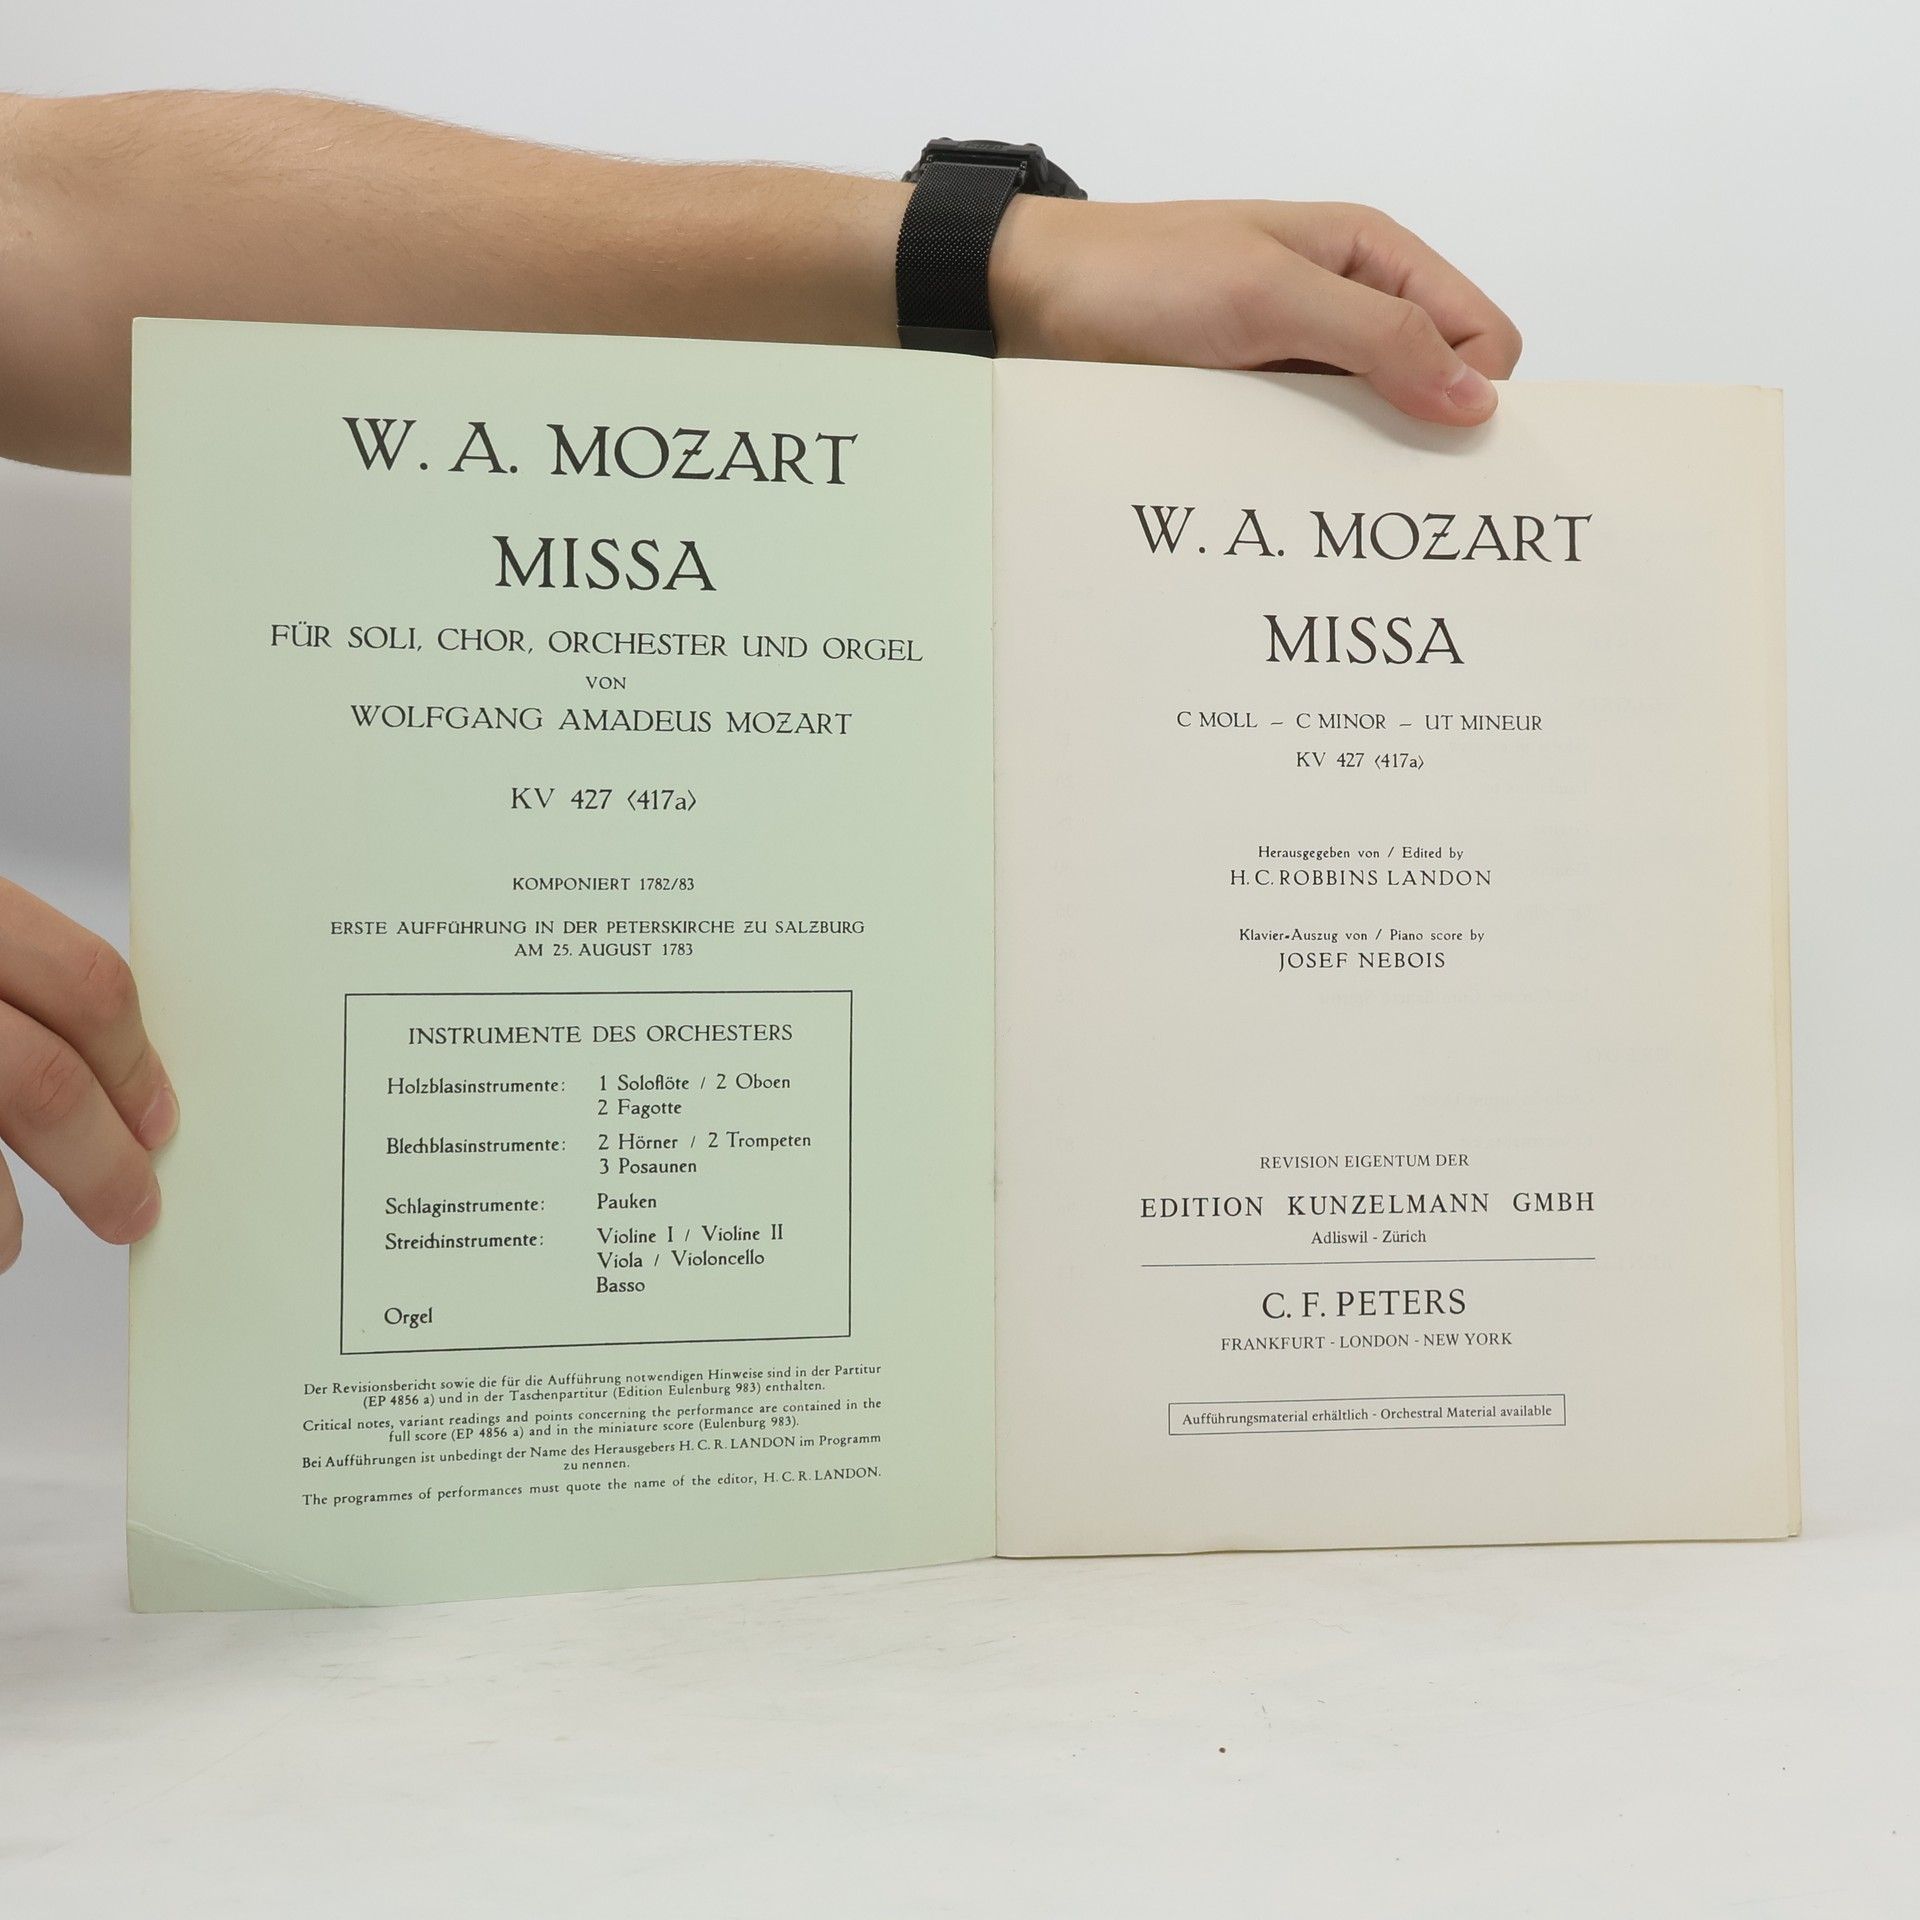 W. A. MOZART
MISSA
FÜR SOLI, CHOR, ORCHESTER UND ORGEL
VON
WOLFGANG AMADEUS MOZART
KV 427 ⟨417a⟩
KOMPONIERT 1782/83
ERSTE AUFFÜHRUNG IN DER PETERSKIRCHE ZU SALZBURG
AM 25. AUGUST 1783
INSTRUMENTE DES ORCHESTERS
Holzblasinstrumente: 1 Soloflöte / 2 Oboen
2 Fagotte
Blechblasinstrumente: 2 Hörner / 2 Trompeten
3 Posaunen
Schlaginstrumente: Pauken
Streichinstrumente: Violine I / Violine II
Viola / Violoncello
Basso
Orgel
Der Revisionsbericht sowie die für die Aufführung notwendigen Hinweise sind in der Partitur
(EP 4856 a) und in der Taschenpartitur (Edition Eulenburg 983) enthalten.
Critical notes, variant readings and points concerning the performance are contained in the
full score (EP 4856 a) and in the miniature score (Eulenburg 983).
Bei Aufführungen ist unbedingt der Name des Herausgebers H. C. R. LANDON im Programm
zu nennen.
The programmes of performances must quote the name of the editor, H. C. R. LANDON.
W. A. MOZART
MISSA
C MOLL – C MINOR – UT MINEUR
KV 427 ⟨417a⟩
Herausgegeben von / Edited by
H. C. ROBBINS LANDON
Klavier-Auszug von / Piano score by
JOSEF NEBOIS
REVISION EIGENTUM DER
EDITION KUNZELMANN GMBH
Adliswil - Zürich
C. F. PETERS
FRANKFURT - LONDON - NEW YORK
Aufführungsmaterial erhältlich - Orchestral Material available